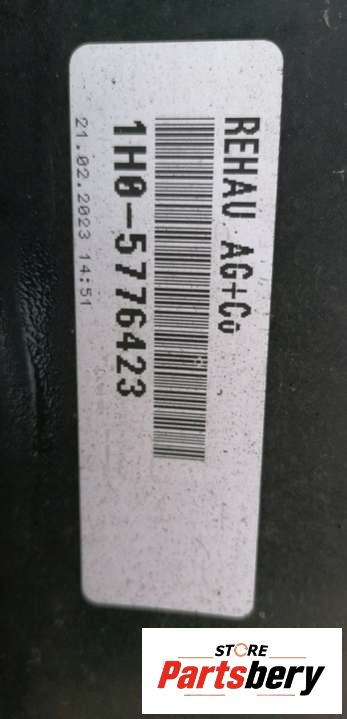 REHAU AG+Co
1H0-5776423
21.02.2023 14:51
STORE
Partsbery